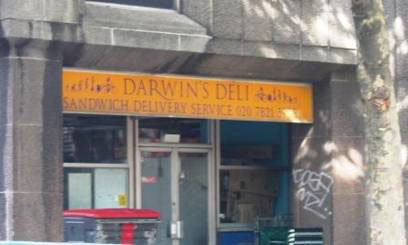 DARWIN'S DELI
SANDWICH DELIVERY SERVICE 020 7821